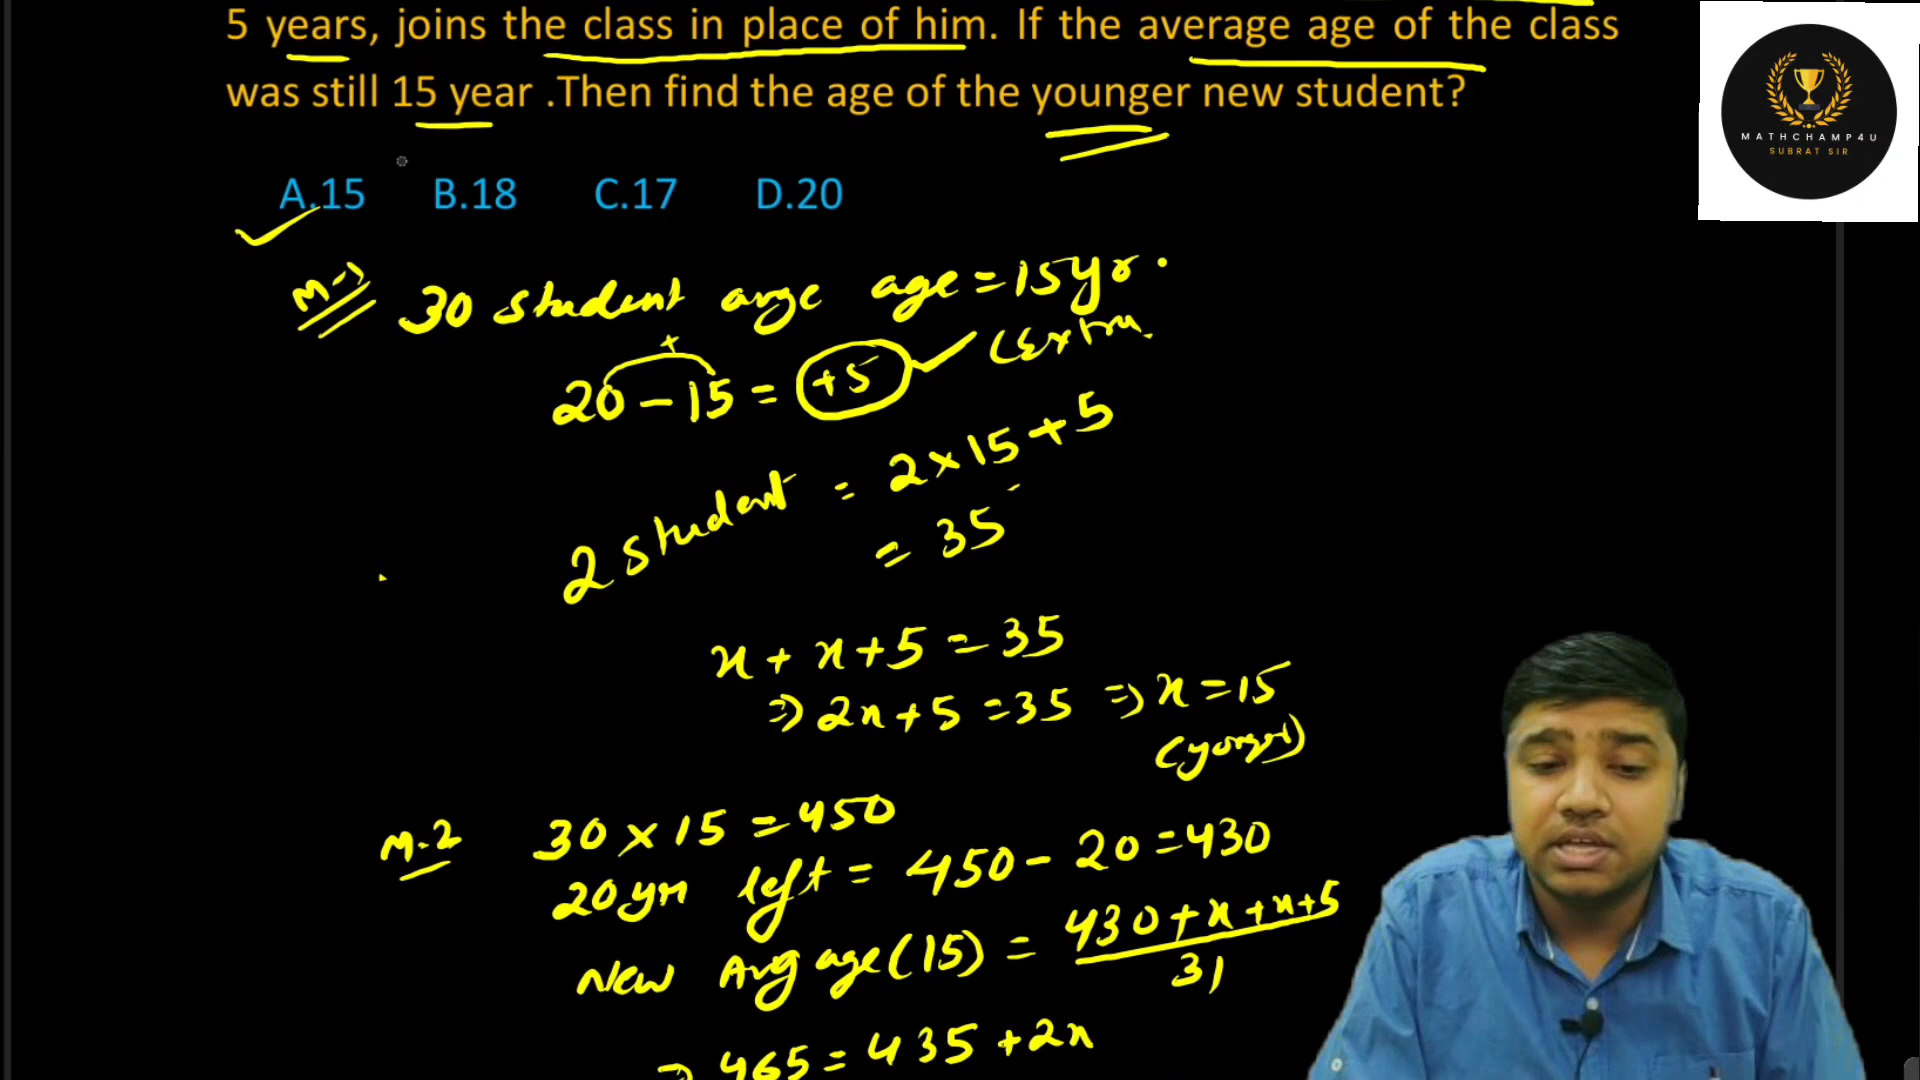 5 years, joins the class in place of him. If the average age of the class
was still 15 year .Then find the age of the younger new student?
MATHCHAMP4U
SUBRAT SIR
A.15 B.18 C.17 D.20
M-1 30 student avge age = 15yr.
20 - 15 = +5 (Extra
+
2 student = 2×15+5
= 35
x + x+5 = 35
⇒ 2x+5 = 35 ⇒ x = 15
M-2 30 × 15 = 450
20yr left = 450 - 20 = 430
New Avg age (15) = 430+x+x+5
31
⇒ 465 = 435 +2x